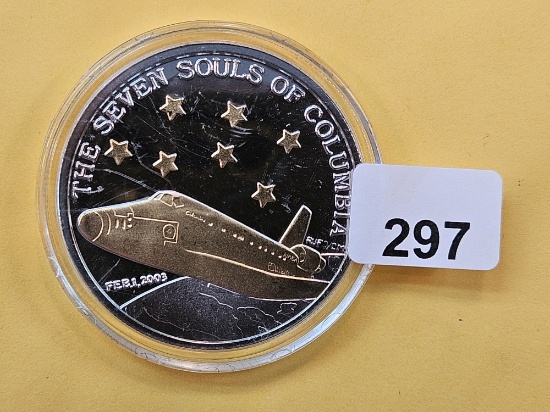 THE SEVEN SOULS OF COLUMBIA
FEB.1,2003
297